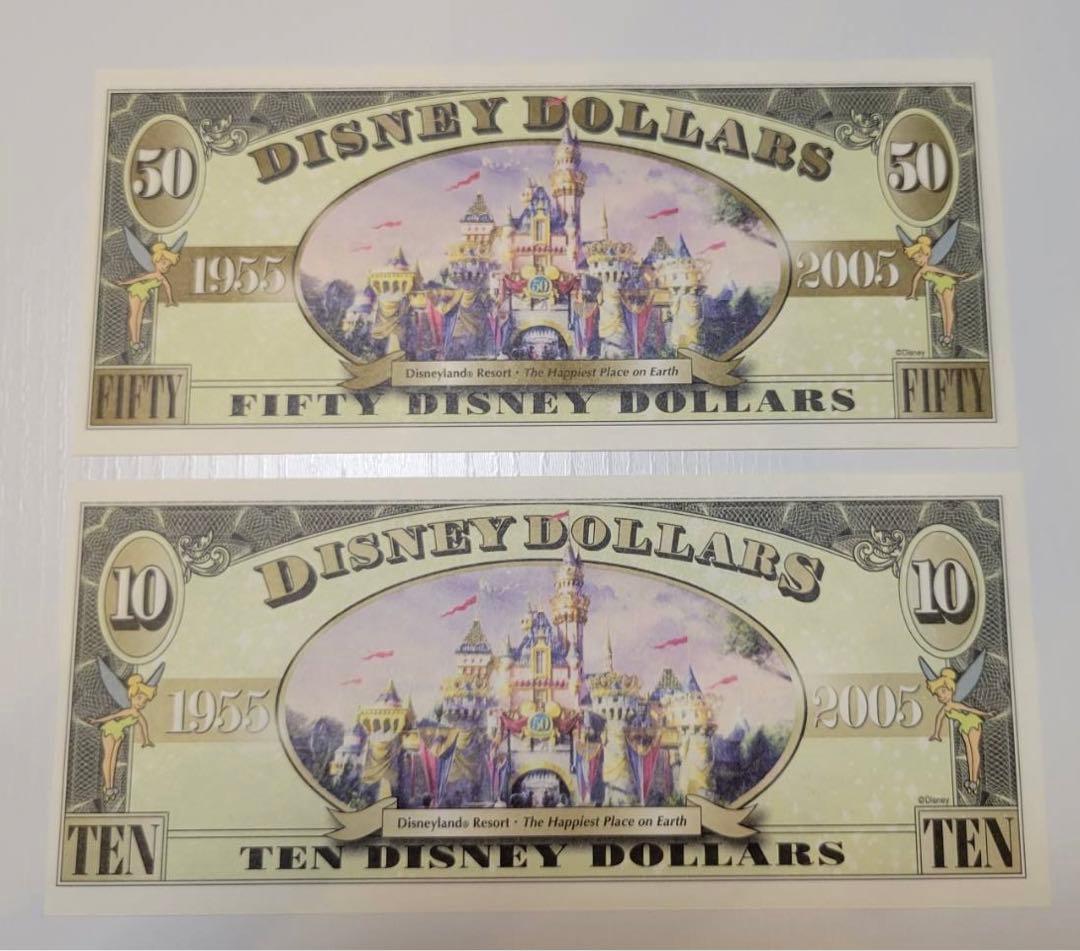 DISNEY DOLLARS
50 50
1955 2005
50
©Disney
Disneyland® Resort • The Happiest Place on Earth
FIFTY FIFTY
FIFTY DISNEY DOLLARS
DISNEY DOLLARS
10 10
1955 2005
50
©Disney
Disneyland® Resort • The Happiest Place on Earth
TEN TEN
TEN DISNEY DOLLARS